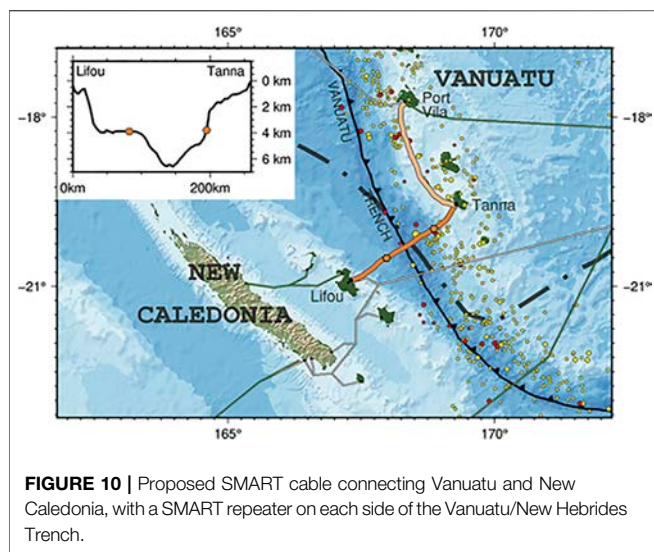 165°
170°
Lifou
Tanna
0 km
2 km
4 km
6 km
0km
200km
VANUATU
Port
Vila
VANUATU
TRENCH
-18°
-18°
Tanna
NEW
CALEDONIA
Lifou
-21°
-21°
165°
170°
FIGURE 10 | Proposed SMART cable connecting Vanuatu and New
Caledonia, with a SMART repeater on each side of the Vanuatu/New Hebrides
Trench.